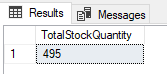 Results Messages
TotalStockQuantity
1 495